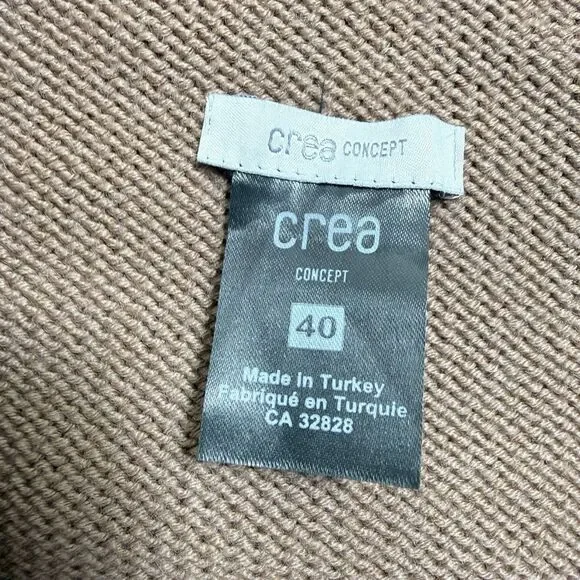 crea CONCEPT
crea
CONCEPT
40
Made in Turkey
Fabriqué en Turquie
CA 32828